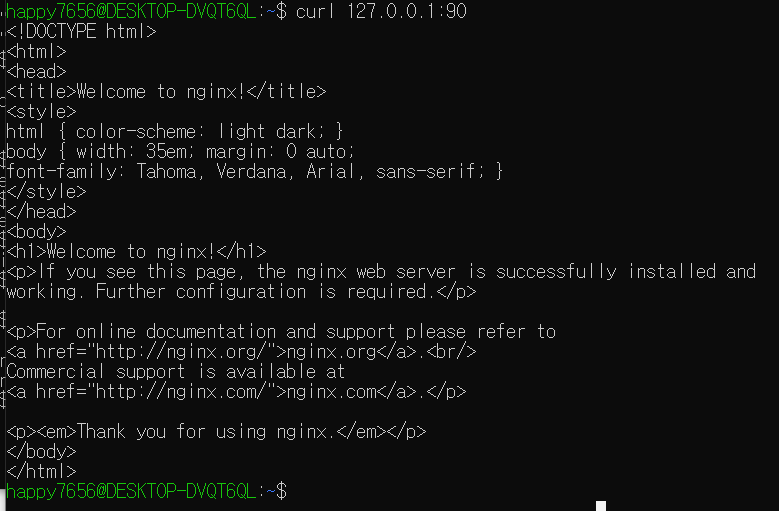 happy7656@DESKTOP-DVQT6QL:~$ curl 127.0.0.1:90
<!DOCTYPE html>
<html>
<head>
<title>Welcome to nginx!</title>
<style>
html { color-scheme: light dark; }
body { width: 35em; margin: 0 auto;
font-family: Tahoma, Verdana, Arial, sans-serif; }
</style>
</head>
<body>
<h1>Welcome to nginx!</h1>
<p>If you see this page, the nginx web server is successfully installed and
working. Further configuration is required.</p>

<p>For online documentation and support please refer to
<a href="http://nginx.org/">nginx.org</a>.<br/>
Commercial support is available at
<a href="http://nginx.com/">nginx.com</a>.</p>

<p><em>Thank you for using nginx.</em></p>
</body>
</html>
happy7656@DESKTOP-DVQT6QL:~$